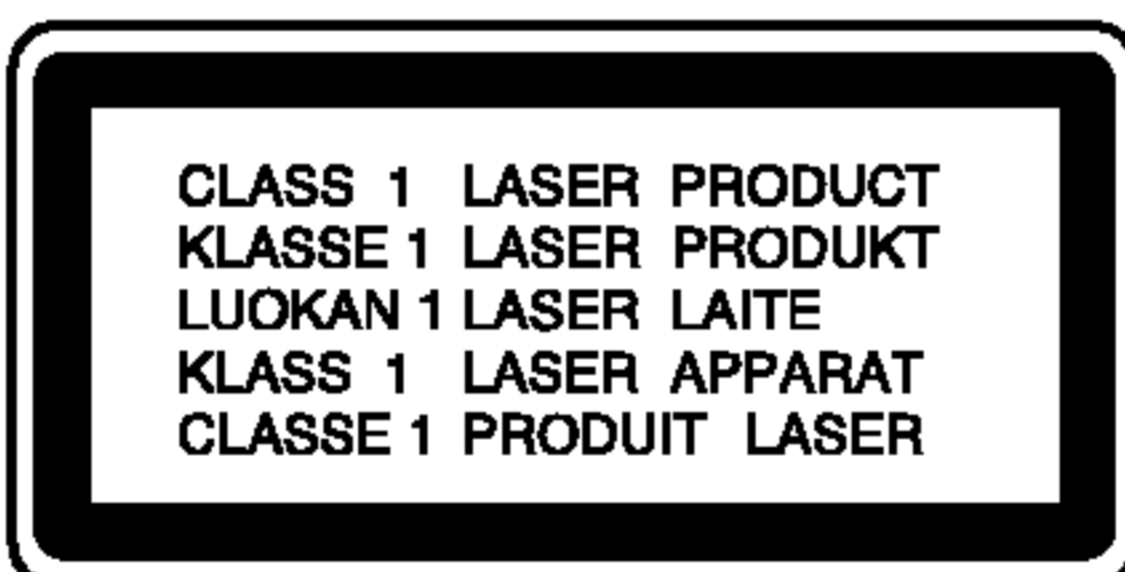 CLASS 1 LASER PRODUCT
KLASSE 1 LASER PRODUKT
LUOKAN 1 LASER LAITE
KLASS 1 LASER APPARAT
CLASSE 1 PRODUIT LASER